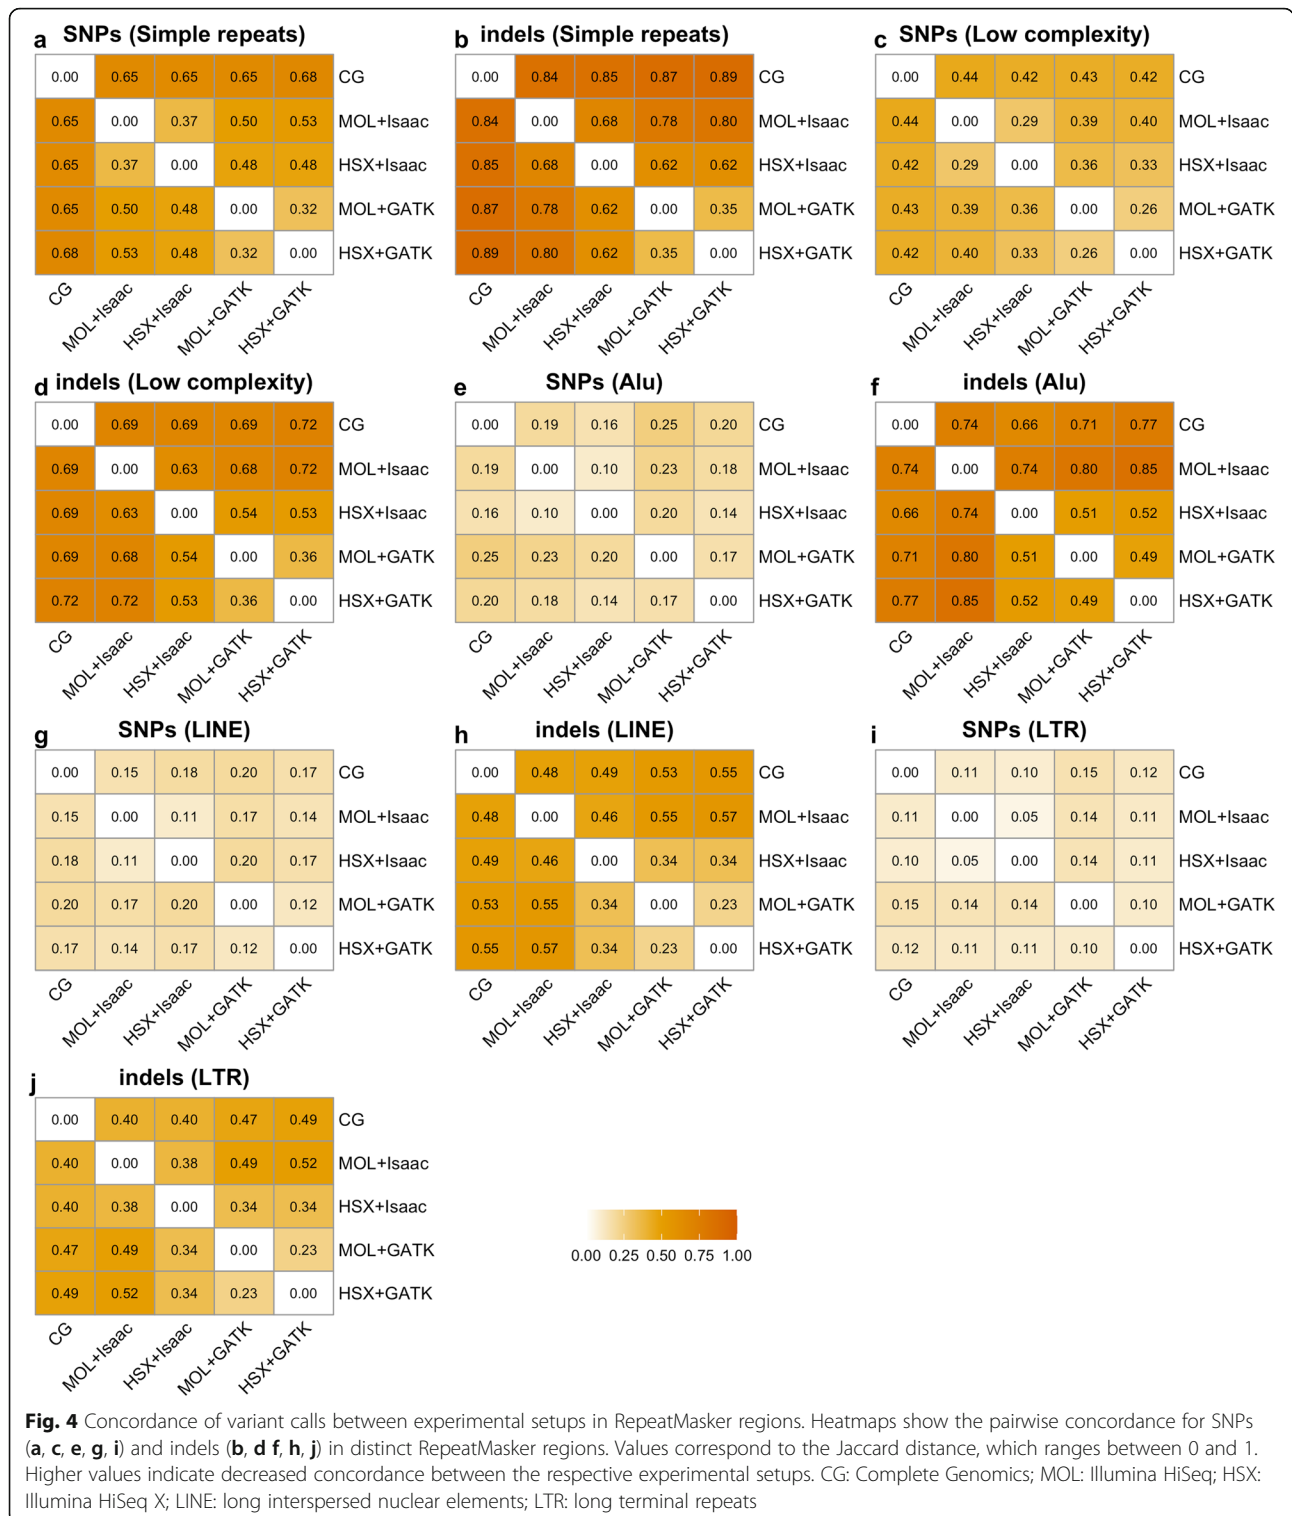 a SNPs (Simple repeats)
0.00 0.65 0.65 0.65 0.68 CG
0.65 0.00 0.37 0.50 0.53 MOL+Isaac
0.65 0.37 0.00 0.48 0.48 HSX+Isaac
0.65 0.50 0.48 0.00 0.32 MOL+GATK
0.68 0.53 0.48 0.32 0.00 HSX+GATK
CG MOL+Isaac HSX+Isaac MOL+GATK HSX+GATK
b indels (Simple repeats)
0.00 0.84 0.85 0.87 0.89 CG
0.84 0.00 0.68 0.78 0.80 MOL+Isaac
0.85 0.68 0.00 0.62 0.62 HSX+Isaac
0.87 0.78 0.62 0.00 0.35 MOL+GATK
0.89 0.80 0.62 0.35 0.00 HSX+GATK
CG MOL+Isaac HSX+Isaac MOL+GATK HSX+GATK
c SNPs (Low complexity)
0.00 0.44 0.42 0.43 0.42 CG
0.44 0.00 0.29 0.39 0.40 MOL+Isaac
0.42 0.29 0.00 0.36 0.33 HSX+Isaac
0.43 0.39 0.36 0.00 0.26 MOL+GATK
0.42 0.40 0.33 0.26 0.00 HSX+GATK
CG MOL+Isaac HSX+Isaac MOL+GATK HSX+GATK
d indels (Low complexity)
0.00 0.69 0.69 0.69 0.72 CG
0.69 0.00 0.63 0.68 0.72 MOL+Isaac
0.69 0.63 0.00 0.54 0.53 HSX+Isaac
0.69 0.68 0.54 0.00 0.36 MOL+GATK
0.72 0.72 0.53 0.36 0.00 HSX+GATK
CG MOL+Isaac HSX+Isaac MOL+GATK HSX+GATK
e SNPs (Alu)
0.00 0.19 0.16 0.25 0.20 CG
0.19 0.00 0.10 0.23 0.18 MOL+Isaac
0.16 0.10 0.00 0.20 0.14 HSX+Isaac
0.25 0.23 0.20 0.00 0.17 MOL+GATK
0.20 0.18 0.14 0.17 0.00 HSX+GATK
CG MOL+Isaac HSX+Isaac MOL+GATK HSX+GATK
f indels (Alu)
0.00 0.74 0.66 0.71 0.77 CG
0.74 0.00 0.74 0.80 0.85 MOL+Isaac
0.66 0.74 0.00 0.51 0.52 HSX+Isaac
0.71 0.80 0.51 0.00 0.49 MOL+GATK
0.77 0.85 0.52 0.49 0.00 HSX+GATK
CG MOL+Isaac HSX+Isaac MOL+GATK HSX+GATK
g SNPs (LINE)
0.00 0.15 0.18 0.20 0.17 CG
0.15 0.00 0.11 0.17 0.14 MOL+Isaac
0.18 0.11 0.00 0.20 0.17 HSX+Isaac
0.20 0.17 0.20 0.00 0.12 MOL+GATK
0.17 0.14 0.17 0.12 0.00 HSX+GATK
CG MOL+Isaac HSX+Isaac MOL+GATK HSX+GATK
h indels (LINE)
0.00 0.48 0.49 0.53 0.55 CG
0.48 0.00 0.46 0.55 0.57 MOL+Isaac
0.49 0.46 0.00 0.34 0.34 HSX+Isaac
0.53 0.55 0.34 0.00 0.23 MOL+GATK
0.55 0.57 0.34 0.23 0.00 HSX+GATK
CG MOL+Isaac HSX+Isaac MOL+GATK HSX+GATK
i SNPs (LTR)
0.00 0.11 0.10 0.15 0.12 CG
0.11 0.00 0.05 0.14 0.11 MOL+Isaac
0.10 0.05 0.00 0.14 0.11 HSX+Isaac
0.15 0.14 0.14 0.00 0.10 MOL+GATK
0.12 0.11 0.11 0.10 0.00 HSX+GATK
CG MOL+Isaac HSX+Isaac MOL+GATK HSX+GATK
j indels (LTR)
0.00 0.40 0.40 0.47 0.49 CG
0.40 0.00 0.38 0.49 0.52 MOL+Isaac
0.40 0.38 0.00 0.34 0.34 HSX+Isaac
0.47 0.49 0.34 0.00 0.23 MOL+GATK
0.49 0.52 0.34 0.23 0.00 HSX+GATK
CG MOL+Isaac HSX+Isaac MOL+GATK HSX+GATK
0.00 0.25 0.50 0.75 1.00
Fig. 4 Concordance of variant calls between experimental setups in RepeatMasker regions. Heatmaps show the pairwise concordance for SNPs
(a, c, e, g, i) and indels (b, d f, h, j) in distinct RepeatMasker regions. Values correspond to the Jaccard distance, which ranges between 0 and 1.
Higher values indicate decreased concordance between the respective experimental setups. CG: Complete Genomics; MOL: Illumina HiSeq; HSX:
Illumina HiSeq X; LINE: long interspersed nuclear elements; LTR: long terminal repeats